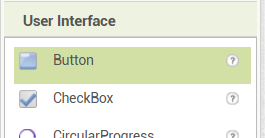 User Interface
Button
?
CheckBox
?
CircularProgress
?